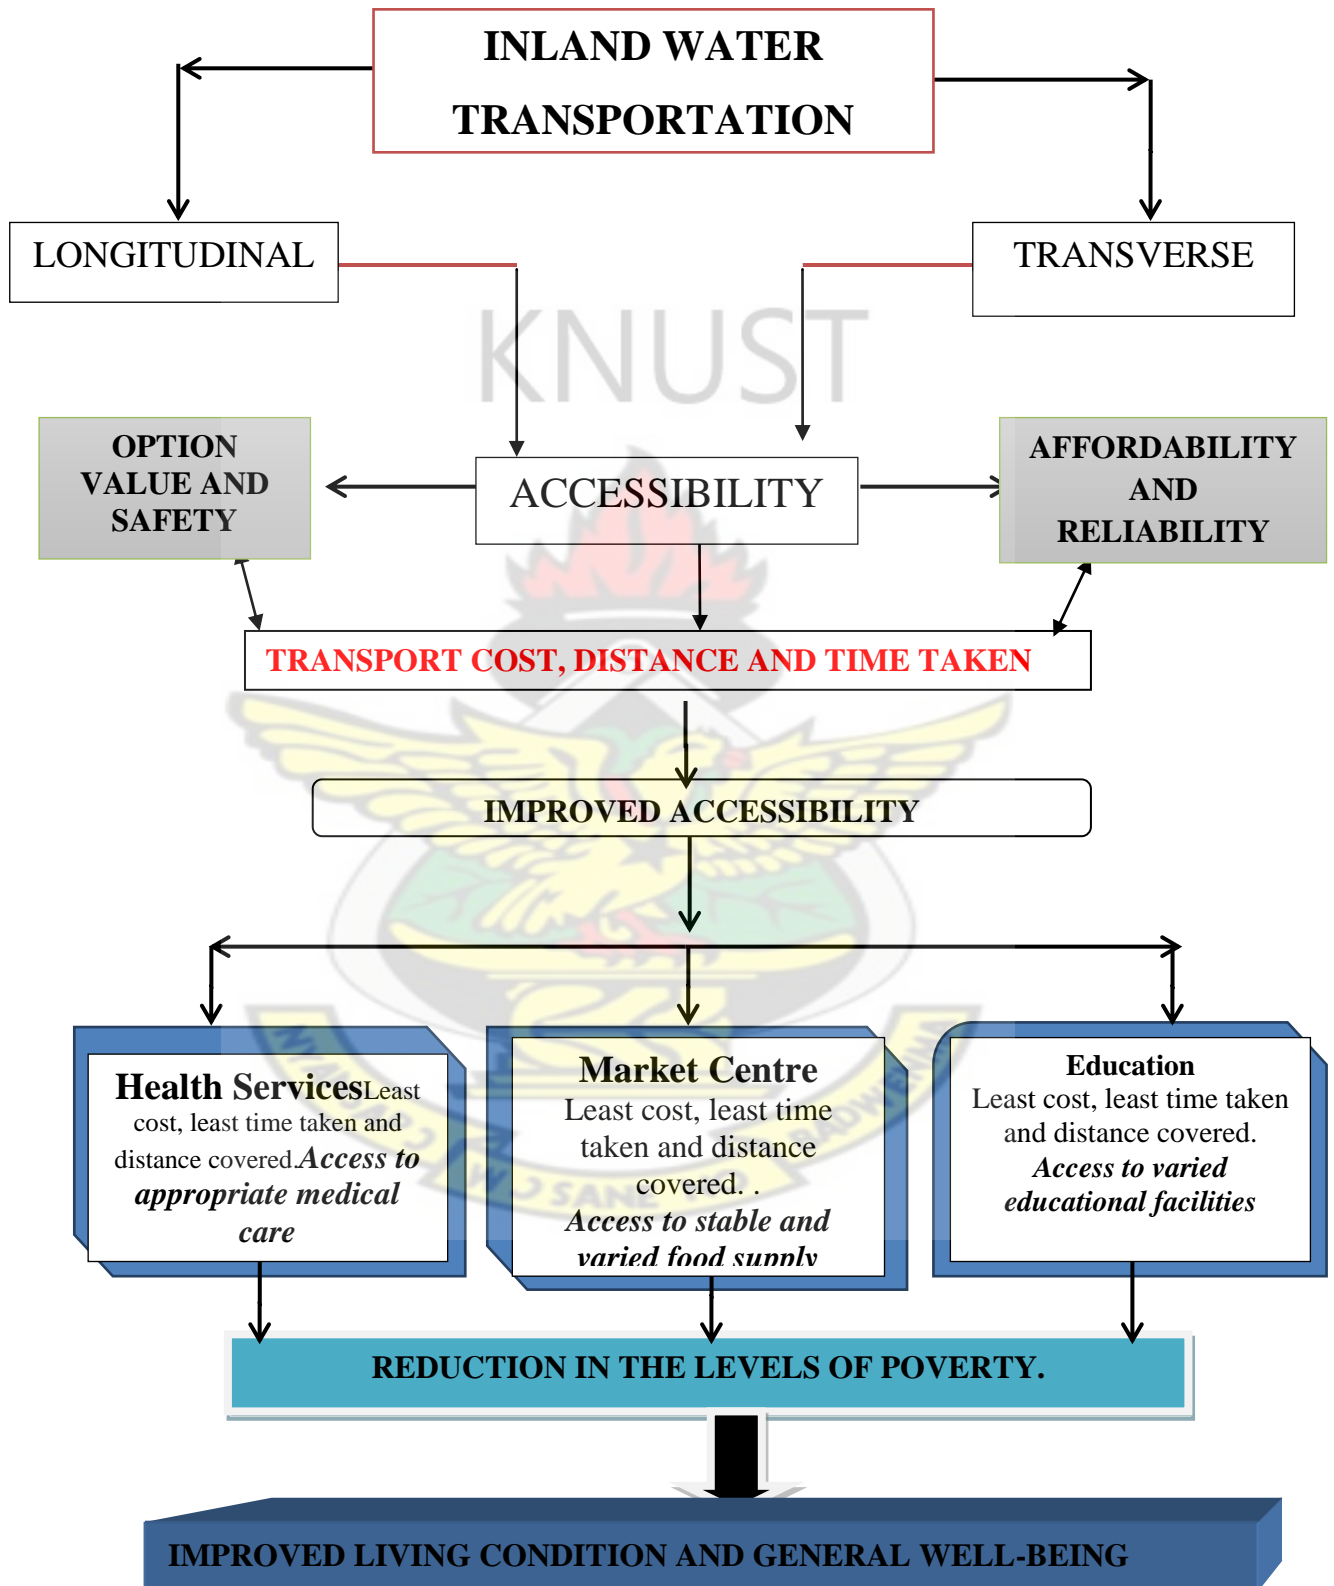 INLAND WATER
TRANSPORTATION
LONGITUDINAL
TRANSVERSE
KNUST
OPTION
VALUE AND
SAFETY
ACCESSIBILITY
AFFORDABILITY
AND
RELIABILITY
TRANSPORT COST, DISTANCE AND TIME TAKEN
IMPROVED ACCESSIBILITY
Health ServicesLeast
cost, least time taken and
distance covered.Access to
appropriate medical
care
Market Centre
Least cost, least time
taken and distance
covered. .
Access to stable and
varied food supply
Education
Least cost, least time taken
and distance covered.
Access to varied
educational facilities
SANE NO
REDUCTION IN THE LEVELS OF POVERTY.
IMPROVED LIVING CONDITION AND GENERAL WELL-BEING